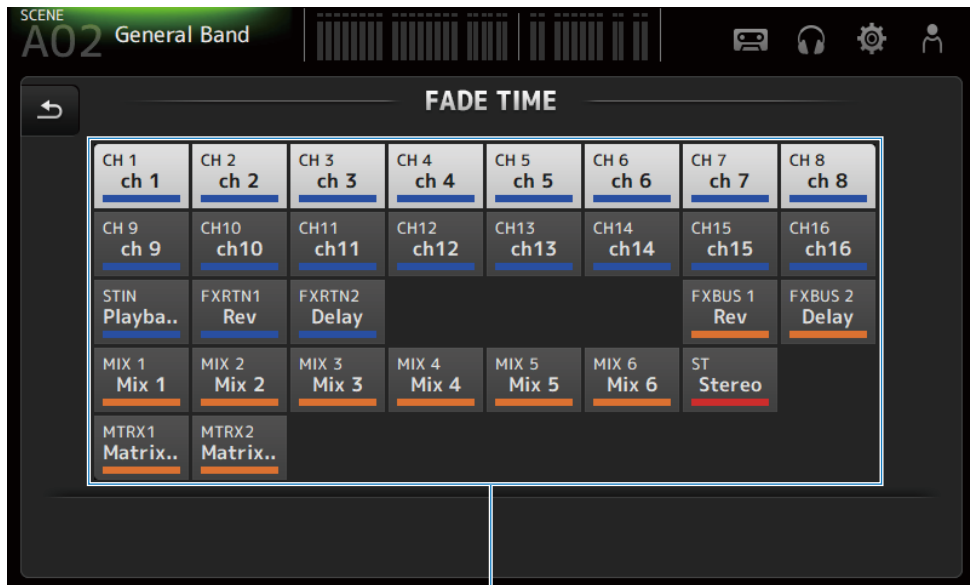 SCENE
A02 General Band
FADE TIME
CH 1 CH 2 CH 3 CH 4 CH 5 CH 6 CH 7 CH 8
ch 1 ch 2 ch 3 ch 4 ch 5 ch 6 ch 7 ch 8
CH 9 CH10 CH11 CH12 CH13 CH14 CH15 CH16
ch 9 ch10 ch11 ch12 ch13 ch14 ch15 ch16
STIN FXRTN1 FXRTN2 FXBUS 1 FXBUS 2
Playba.. Rev Delay Rev Delay
MIX 1 MIX 2 MIX 3 MIX 4 MIX 5 MIX 6 ST
Mix 1 Mix 2 Mix 3 Mix 4 Mix 5 Mix 6 Stereo
MTRX1 MTRX2
Matrix.. Matrix..